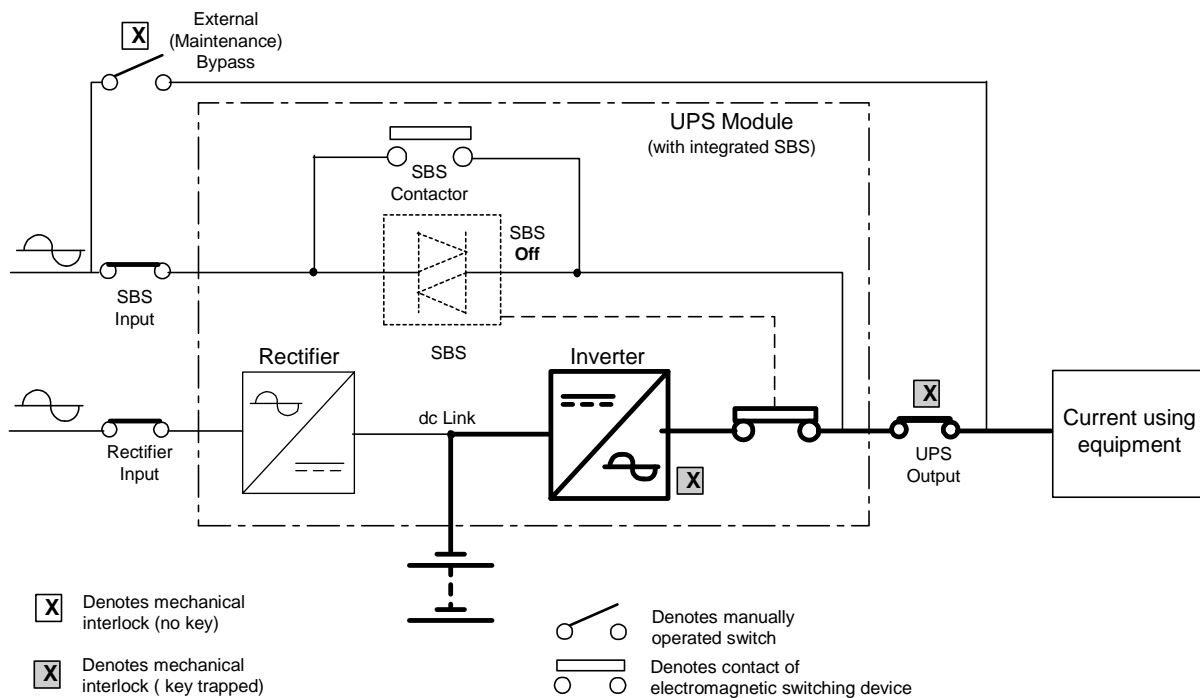 X
External
(Maintenance)
Bypass
UPS Module
(with integrated SBS)
SBS
Contactor
SBS
Off
SBS
Input
SBS
Rectifier
Inverter
dc Link
X
Rectifier
Input
X
UPS
Output
Current using
equipment
X
Denotes mechanical
interlock (no key)
Denotes manually
operated switch
X
Denotes mechanical
interlock ( key trapped)
Denotes contact of
electromagnetic switching device